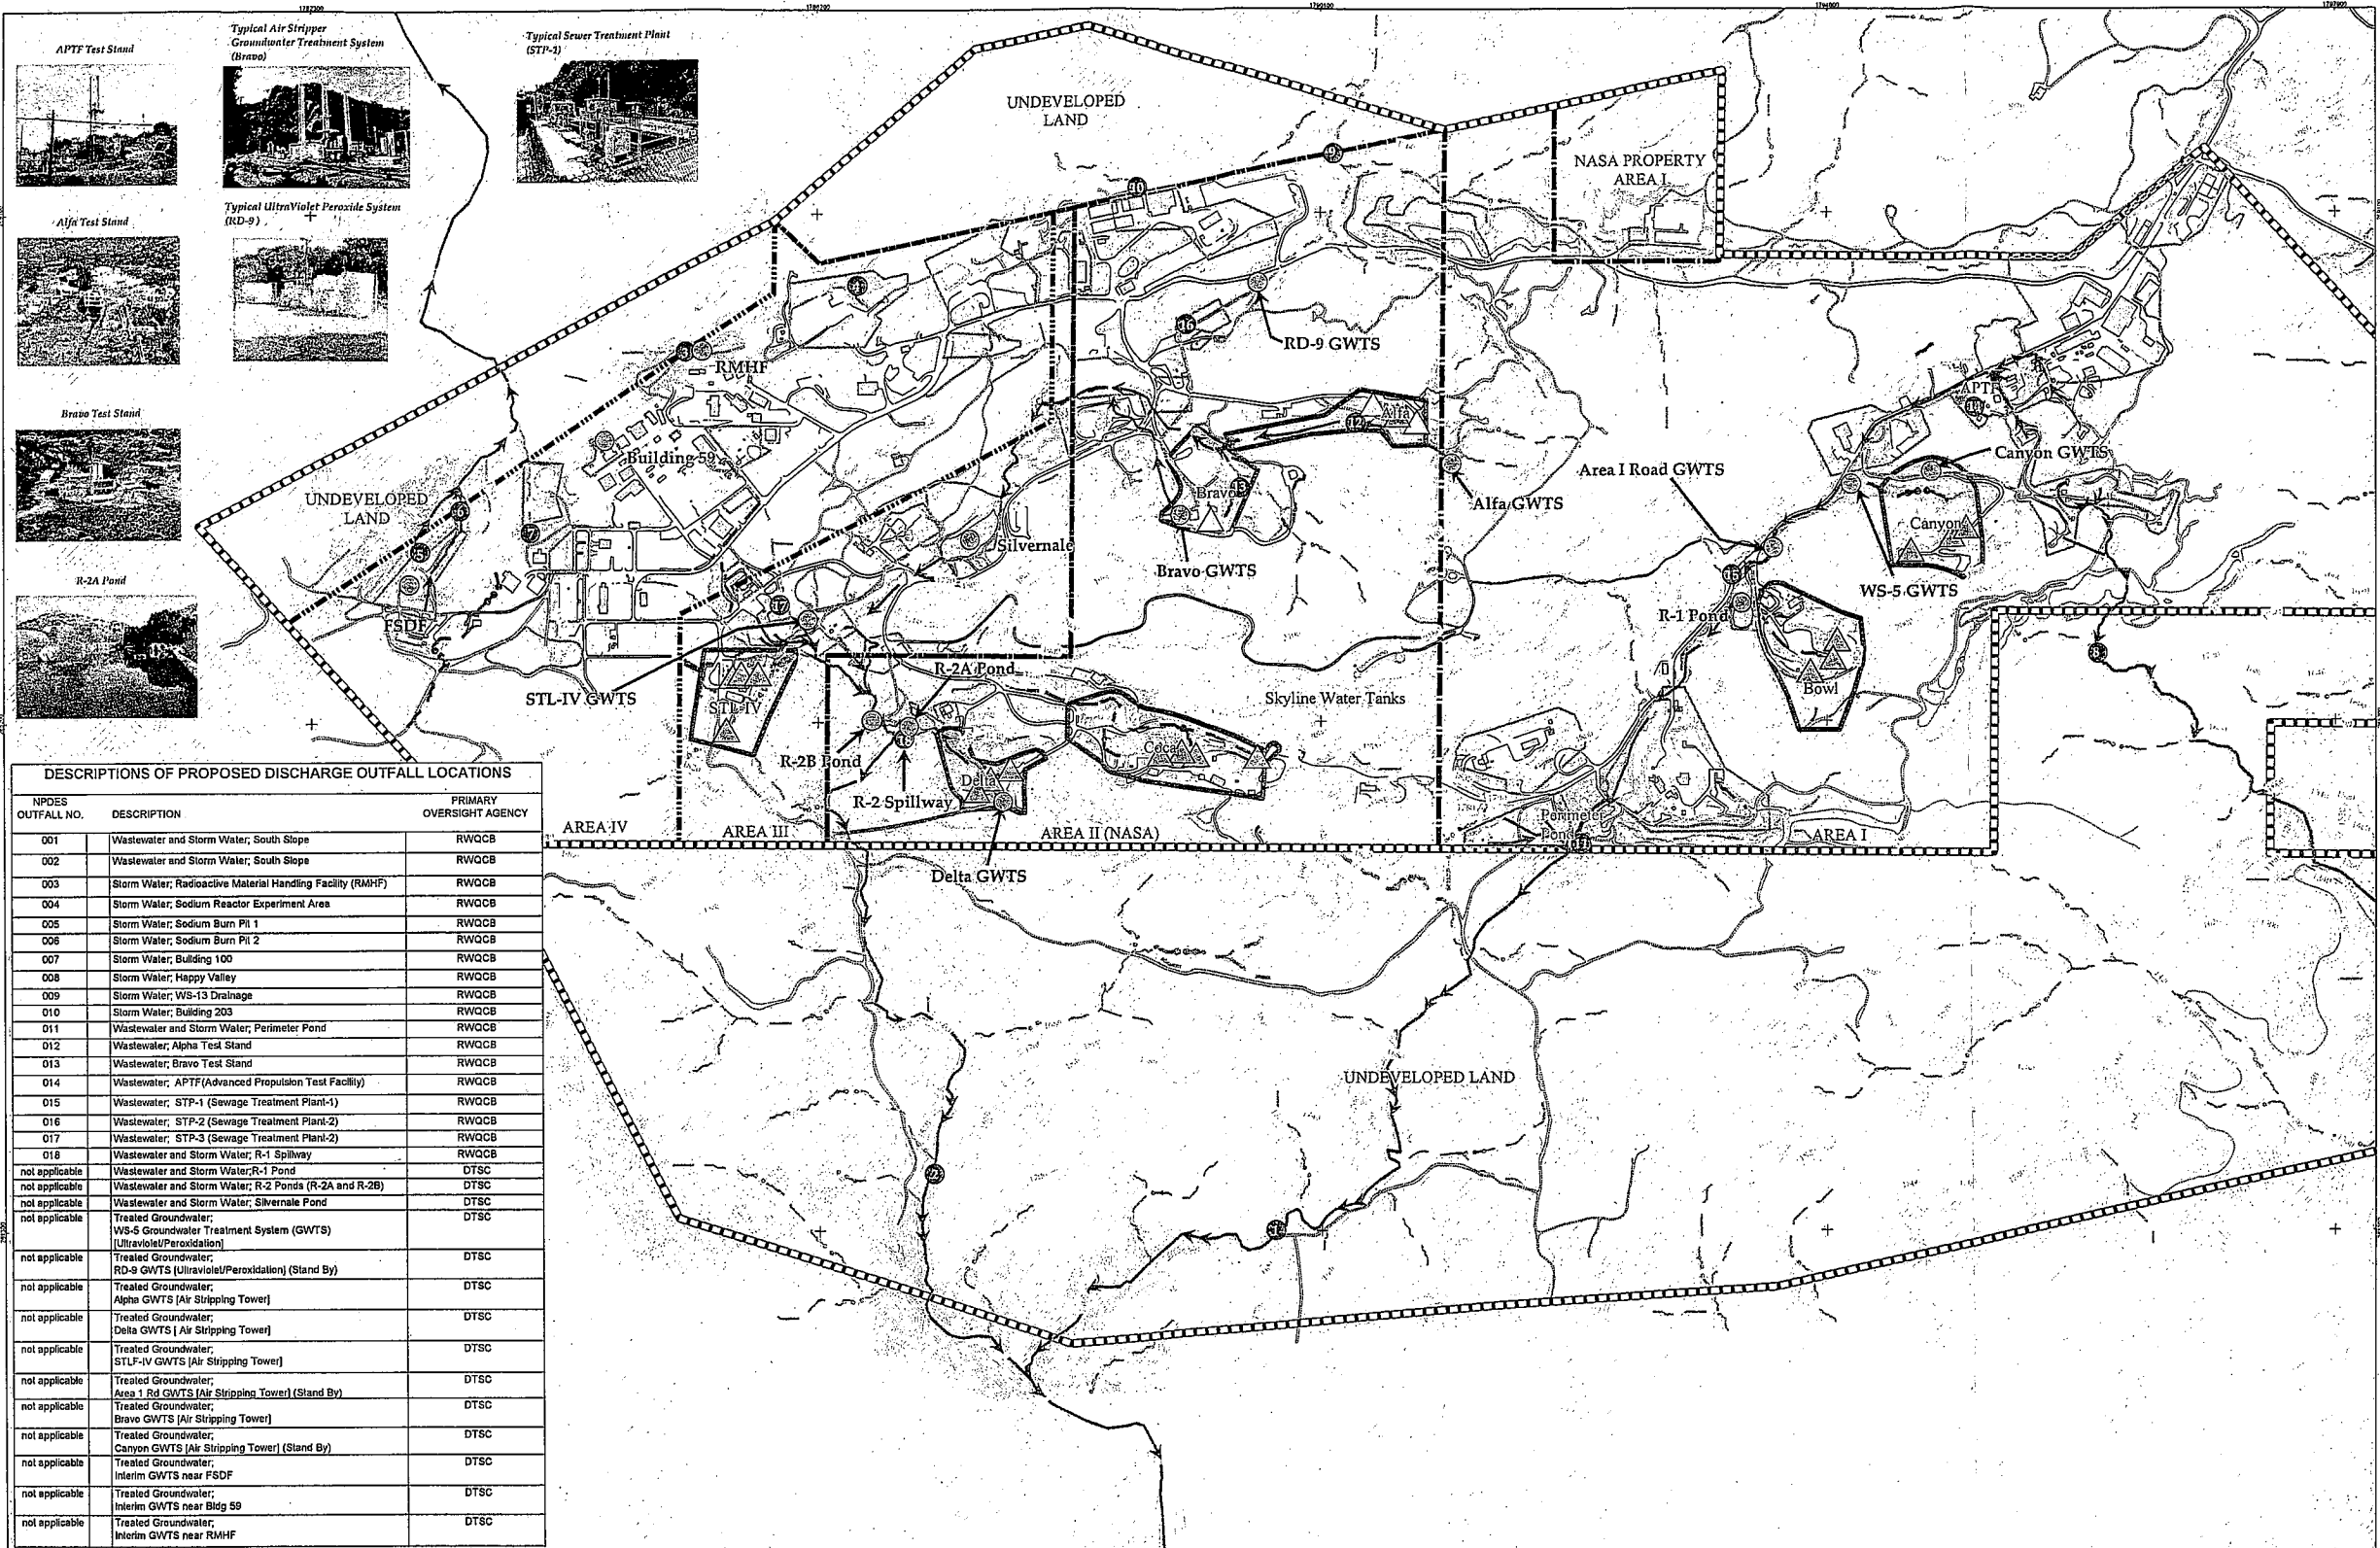 APTF Test Stand
Typical Air Stripper
Groundwater Treatment System
(Bravo)
Typical Sewer Treatment Plant
(STP-1)
Alfa Test Stand
Typical UltraViolet Peroxide System
(RD-9)
Bravo Test Stand
R-2A Pond
UNDEVELOPED
LAND
NASA PROPERTY
AREA I
9
10
RD-9 GWTS
16
3
RMHF
Building 59
UNDEVELOPED
LAND
7
FSDF
Alfa
12
Alfa GWTS
Bravo
13
Bravo GWTS
Silvernale
APTF
14
Canyon GWTS
Area I Road GWTS
Canyon
WS-5 GWTS
15
R-1 Pond
Bowl
8
17
STL-IV GWTS
STL-IV
R-2A Pond
R-2B Pond
18
R-2 Spillway
Delta
Coca
Skyline Water Tanks
Perimeter
Pond
AREA IV
AREA III
AREA II (NASA)
AREA I
Delta GWTS
UNDEVELOPED LAND
2
DESCRIPTIONS OF PROPOSED DISCHARGE OUTFALL LOCATIONS
NPDES
OUTFALL NO.
DESCRIPTION
PRIMARY
OVERSIGHT AGENCY
001 Wastewater and Storm Water; South Slope RWQCB
002 Wastewater and Storm Water; South Slope RWQCB
003 Storm Water; Radioactive Material Handling Facility (RMHF) RWQCB
004 Storm Water; Sodium Reactor Experiment Area RWQCB
005 Storm Water; Sodium Burn Pit 1 RWQCB
006 Storm Water; Sodium Burn Pit 2 RWQCB
007 Storm Water; Building 100 RWQCB
008 Storm Water; Happy Valley RWQCB
009 Storm Water; WS-13 Drainage RWQCB
010 Storm Water; Building 203 RWQCB
011 Wastewater and Storm Water; Perimeter Pond RWQCB
012 Wastewater; Alpha Test Stand RWQCB
013 Wastewater; Bravo Test Stand RWQCB
014 Wastewater; APTF(Advanced Propulsion Test Facility) RWQCB
015 Wastewater; STP-1 (Sewage Treatment Plant-1) RWQCB
016 Wastewater; STP-2 (Sewage Treatment Plant-2) RWQCB
017 Wastewater; STP-3 (Sewage Treatment Plant-2) RWQCB
018 Wastewater and Storm Water; R-1 Spillway RWQCB
not applicable Wastewater and Storm Water;R-1 Pond DTSC
not applicable Wastewater and Storm Water; R-2 Ponds (R-2A and R-2B) DTSC
not applicable Wastewater and Storm Water; Silvernale Pond DTSC
not applicable Treated Groundwater; DTSC
WS-5 Groundwater Treatment System (GWTS)
[Ultraviolet/Peroxidation]
not applicable Treated Groundwater; DTSC
RD-9 GWTS [Ultraviolet/Peroxidation] (Stand By)
not applicable Treated Groundwater; DTSC
Alpha GWTS [Air Stripping Tower]
not applicable Treated Groundwater; DTSC
Delta GWTS [ Air Stripping Tower]
not applicable Treated Groundwater; DTSC
STLF-IV GWTS [Air Stripping Tower]
not applicable Treated Groundwater; DTSC
Area 1 Rd GWTS [Air Stripping Tower] (Stand By)
not applicable Treated Groundwater; DTSC
Bravo GWTS [Air Stripping Tower]
not applicable Treated Groundwater; DTSC
Canyon GWTS [Air Stripping Tower] (Stand By)
not applicable Treated Groundwater; DTSC
Interim GWTS near FSDF
not applicable Treated Groundwater; DTSC
Interim GWTS near Bldg 59
not applicable Treated Groundwater; DTSC
Interim GWTS near RMHF